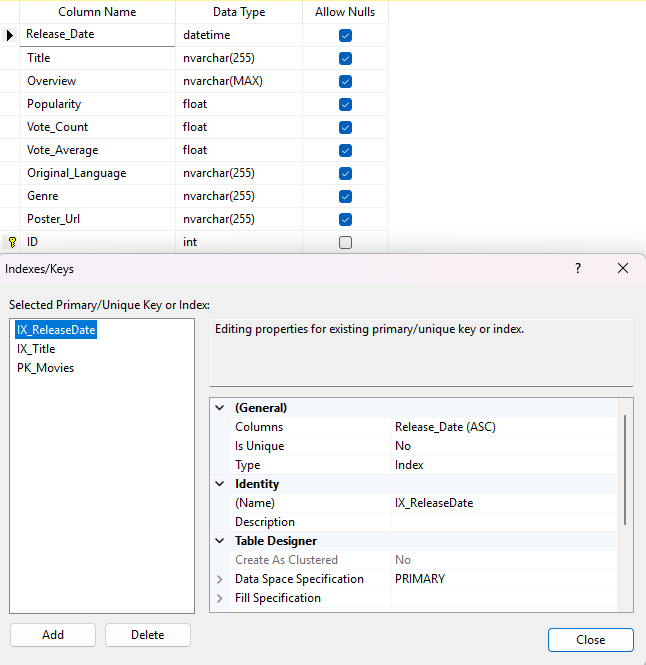 Column Name Data Type Allow Nulls
Release_Date datetime
Title nvarchar(255)
Overview nvarchar(MAX)
Popularity float
Vote_Count float
Vote_Average float
Original_Language nvarchar(255)
Genre nvarchar(255)
Poster_Url nvarchar(255)
ID int
Indexes/Keys ?
Selected Primary/Unique Key or Index:
IX_ReleaseDate
IX_Title
PK_Movies
Editing properties for existing primary/unique key or index.
(General)
Columns Release_Date (ASC)
Is Unique No
Type Index
Identity
(Name) IX_ReleaseDate
Description
Table Designer
Create As Clustered No
Data Space Specification PRIMARY
Fill Specification
Add Delete Close